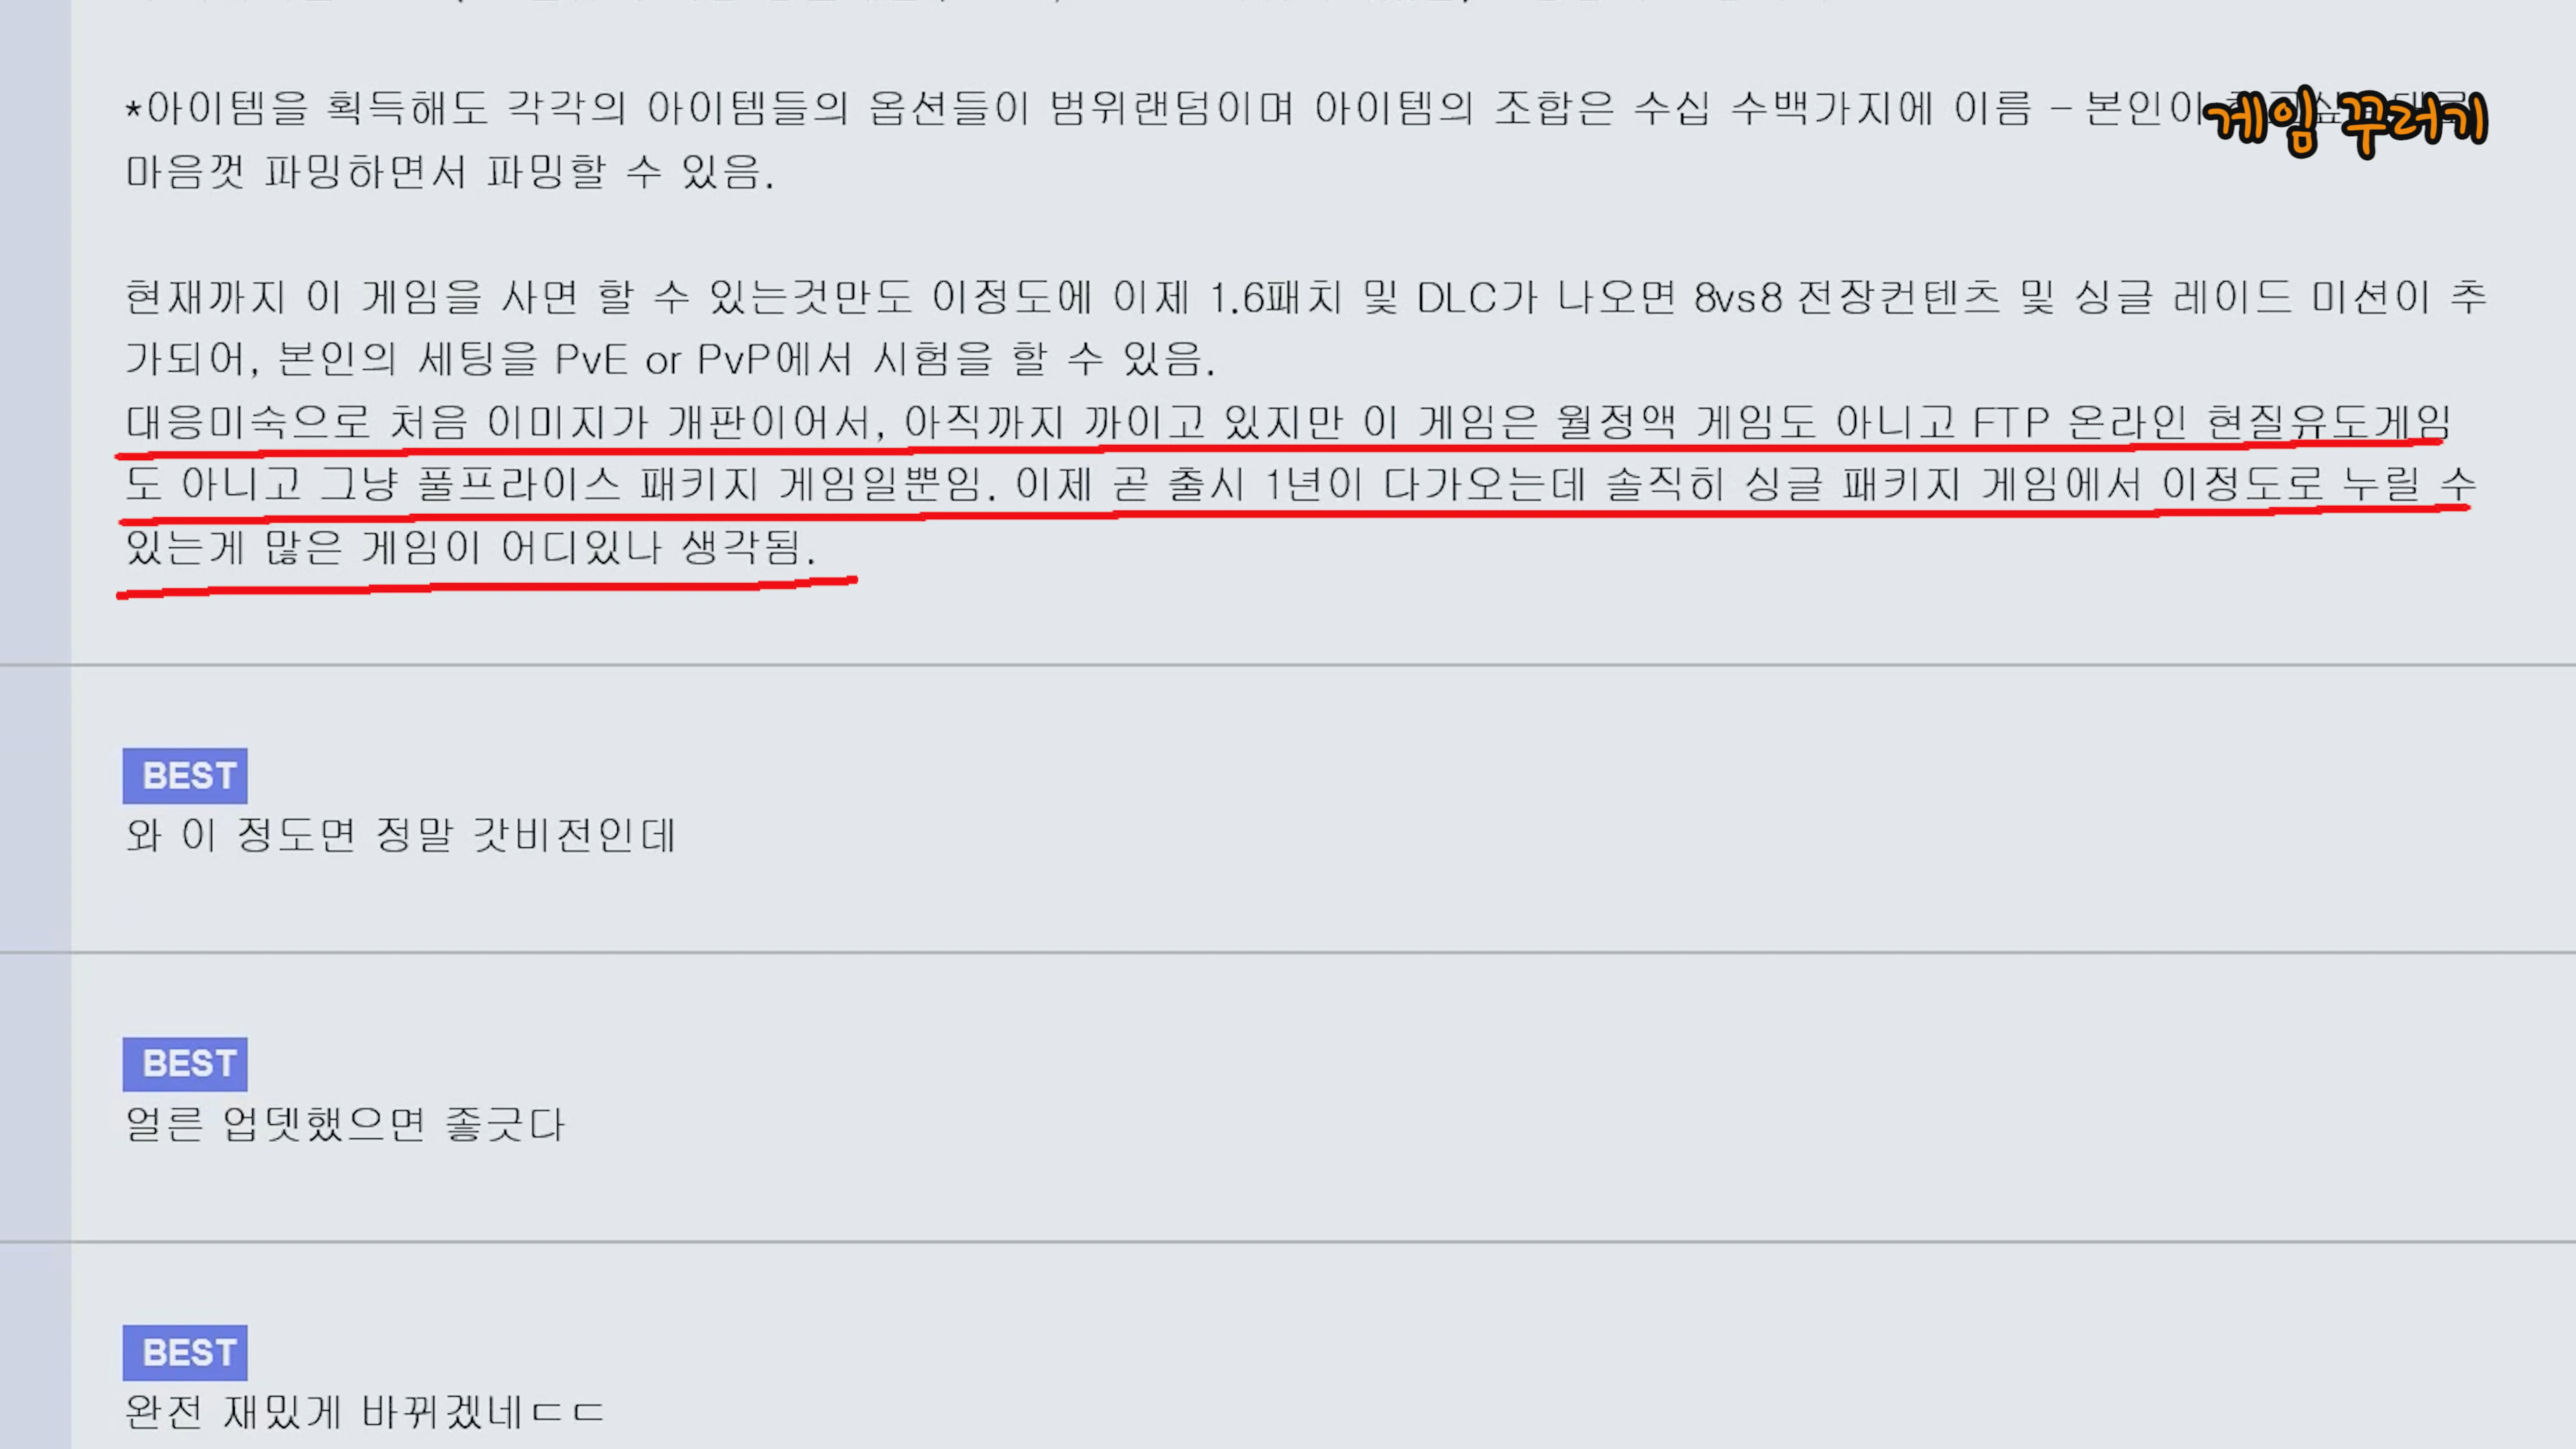 *아이템을 획득해도 각각의 아이템들의 옵션들이 범위랜덤이며 아이템의 조합은 수십 수백가지에 이름 - 본인이
게임 꾸러기
마음껏 파밍하면서 파밍할 수 있음.
현재까지 이 게임을 사면 할 수 있는것만도 이정도에 이제 1.6패치 및 DLC가 나오면 8vs8 전장컨텐츠 및 싱글 레이드 미션이 추
가되어, 본인의 세팅을 PvE or PvP에서 시험을 할 수 있음.
대응미숙으로 처음 이미지가 개판이어서, 아직까지 까이고 있지만 이 게임은 월정액 게임도 아니고 FTP 온라인 현질유도게임
도 아니고 그냥 풀프라이스 패키지 게임일뿐임. 이제 곧 출시 1년이 다가오는데 솔직히 싱글 패키지 게임에서 이정도로 누릴 수
있는게 많은 게임이 어디있나 생각됨.
BEST
와 이 정도면 정말 갓비전인데
BEST
얼른 업뎃했으면 좋긋다
BEST
완전 재밌게 바뀌겠네ㄷㄷ